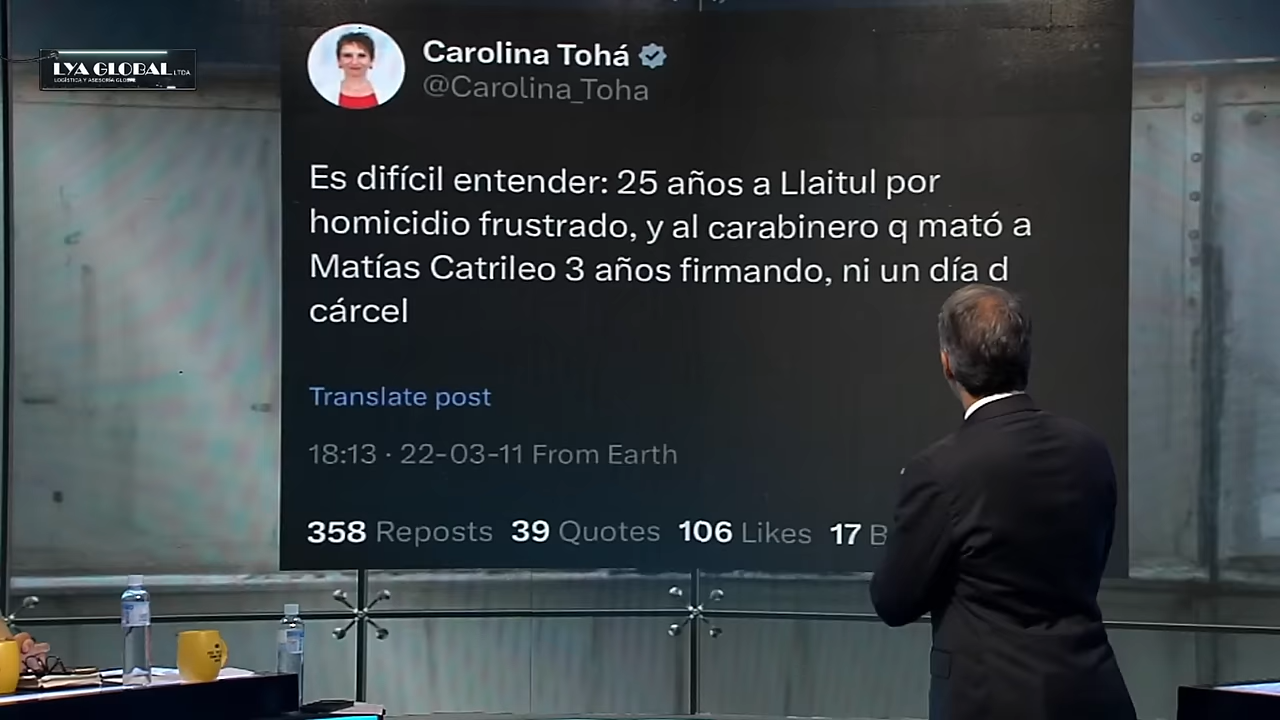 LYA GLOBAL LTDA
LOGÍSTICA Y ASESORÍA GLOBAL
Carolina Tohá
@Carolina_Toha
Es difícil entender: 25 años a Llaitul por
homicidio frustrado, y al carabinero q mató a
Matías Catrileo 3 años firmando, ni un día d
cárcel
Translate post
18:13 · 22-03-11 From Earth
358 Reposts 39 Quotes 106 Likes 17 B